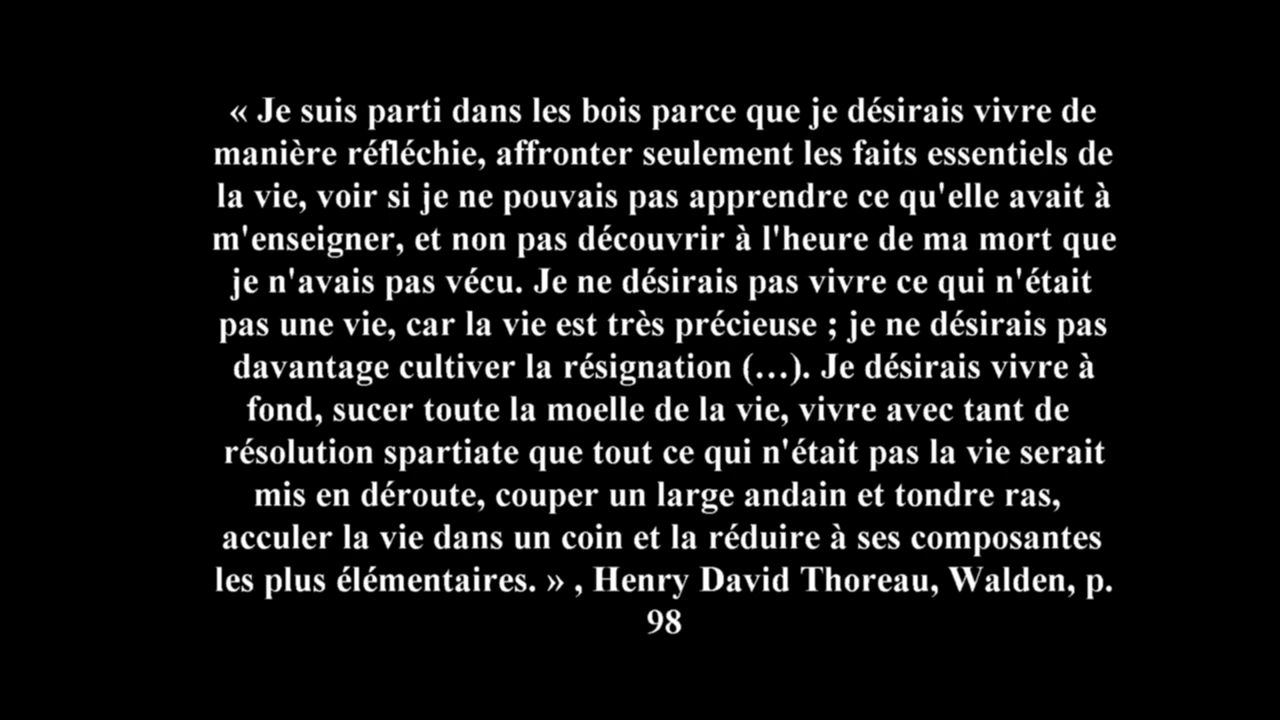 « Je suis parti dans les bois parce que je désirais vivre de
manière réfléchie, affronter seulement les faits essentiels de
la vie, voir si je ne pouvais pas apprendre ce qu'elle avait à
m'enseigner, et non pas découvrir à l'heure de ma mort que
je n'avais pas vécu. Je ne désirais pas vivre ce qui n'était
pas une vie, car la vie est très précieuse ; je ne désirais pas
davantage cultiver la résignation (…). Je désirais vivre à
fond, sucer toute la moelle de la vie, vivre avec tant de
résolution spartiate que tout ce qui n'était pas la vie serait
mis en déroute, couper un large andain et tondre ras,
acculer la vie dans un coin et la réduire à ses composantes
les plus élémentaires. » , Henry David Thoreau, Walden, p.
98